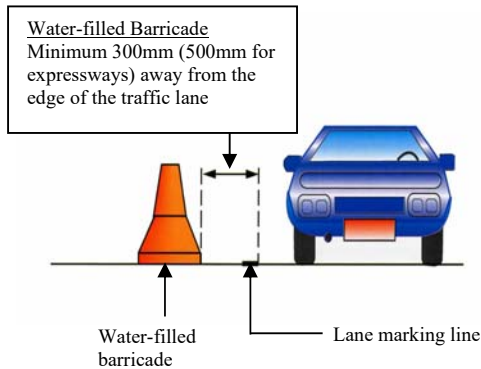 Water-filled Barricade
Minimum 300mm (500mm for
expressways) away from the
edge of the traffic lane
Water-filled
barricade
Lane marking line